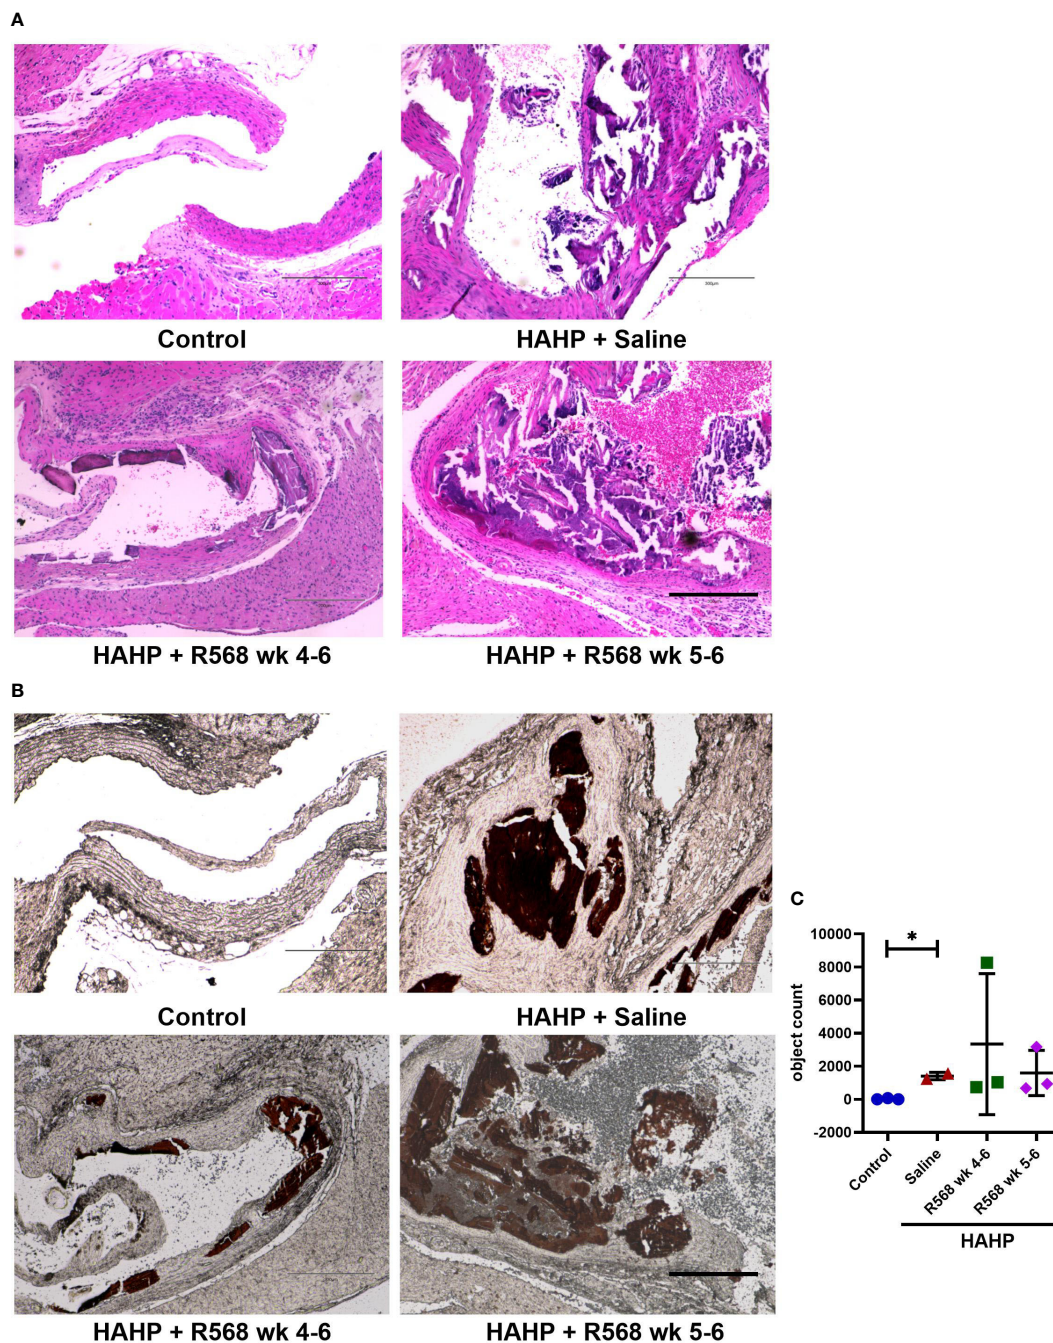 A
300µm
300µm
Control
HAHP + Saline
HAHP + R568 wk 4-6
HAHP + R568 wk 5-6
B
Control
HAHP + Saline
HAHP + R568 wk 4-6
HAHP + R568 wk 5-6
C
*
10000
8000
6000
4000
2000
0
-2000
object count
Control
Saline
R568 wk 4-6
R568 wk 5-6
HAHP